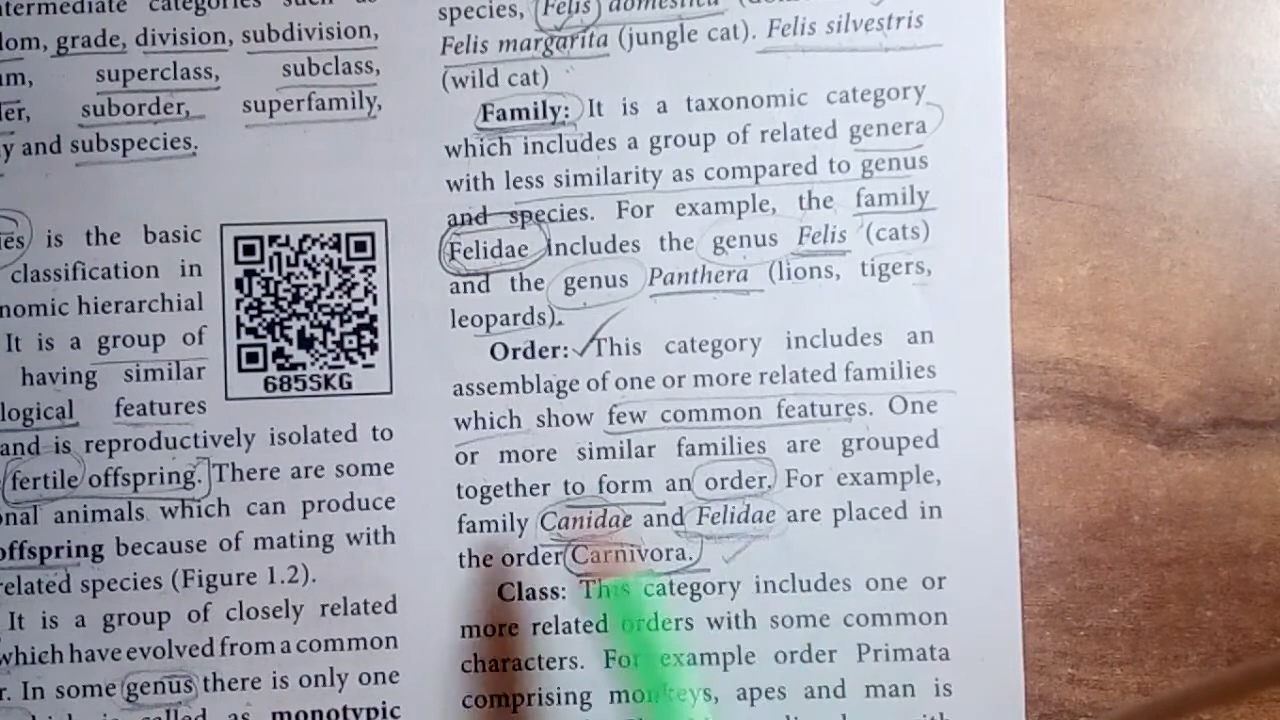 intermediate categories such as
dom, grade, division, subdivision,
superclass, subclass,
suborder, superfamily,
and subspecies.
is the basic
classification in
hierarchial
It is a group of
having similar
features
and is reproductively isolated to
fertile offspring. There are some
animals which can produce
offspring because of mating with
related species (Figure 1.2).
It is a group of closely related
which have evolved from a common
r. In some genus there is only one
called as monotypic
685SKG
species, (Felis) domestica
Felis margarita (jungle cat). Felis silvestris
(wild cat)
Family: It is a taxonomic category
which includes a group of related genera
with less similarity as compared to genus
and species. For example, the family
Felidae includes the genus Felis (cats)
and the genus Panthera (lions, tigers,
leopards).
Order: This category includes an
assemblage of one or more related families
which show few common features. One
or more similar families are grouped
together to form an order. For example,
family Canidae and Felidae are placed in
the order Carnivora.
Class: This category includes one or
more related orders with some common
characters. For example order Primata
comprising monkeys, apes and man is